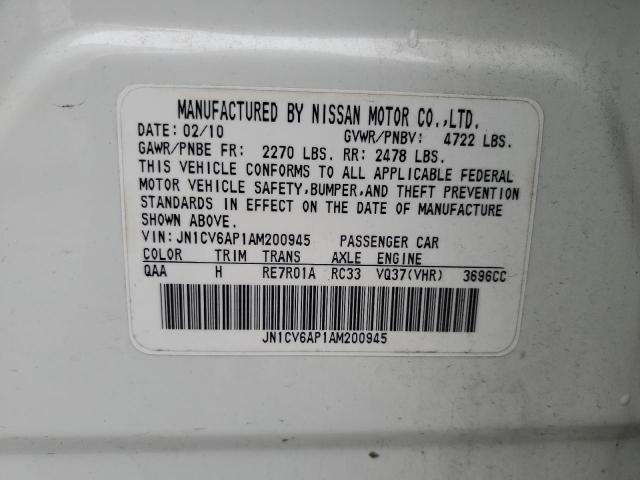 MANUFACTURED BY NISSAN MOTOR CO.,LTD.
DATE: 02/10 GVWR/PNBV: 4722 LBS.
GAWR/PNBE FR: 2270 LBS. RR: 2478 LBS.
THIS VEHICLE CONFORMS TO ALL APPLICABLE FEDERAL
MOTOR VEHICLE SAFETY,BUMPER,AND THEFT PREVENTION
STANDARDS IN EFFECT ON THE DATE OF MANUFACTURE
SHOWN ABOVE.
VIN: JN1CV6AP1AM200945 PASSENGER CAR
COLOR TRIM TRANS AXLE ENGINE
QAA H RE7R01A RC33 VQ37(VHR) 3696CC
JN1CV6AP1AM200945